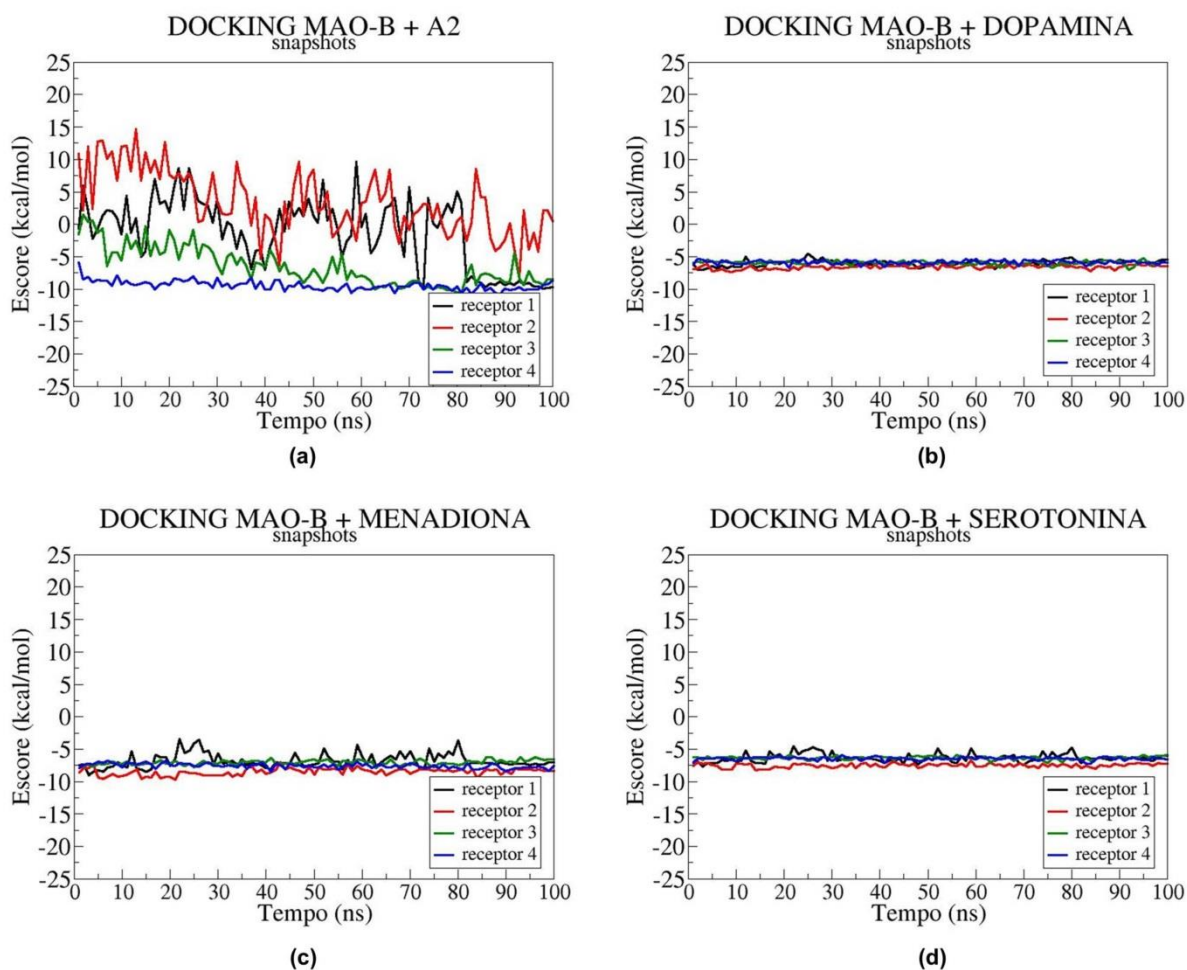 DOCKING MAO-B + A2
snapshots
Escore (kcal/mol)
25
20
15
10
5
0
-5
-10
-15
-20
-25
receptor 1
receptor 2
receptor 3
receptor 4
0 10 20 30 40 50 60 70 80 90 100
Tempo (ns)
(a)
DOCKING MAO-B + DOPAMINA
snapshots
Escore (kcal/mol)
25
20
15
10
5
0
-5
-10
-15
-20
-25
receptor 1
receptor 2
receptor 3
receptor 4
0 10 20 30 40 50 60 70 80 90 100
Tempo (ns)
(b)
DOCKING MAO-B + MENADIONA
snapshots
Escore (kcal/mol)
25
20
15
10
5
0
-5
-10
-15
-20
-25
receptor 1
receptor 2
receptor 3
receptor 4
0 10 20 30 40 50 60 70 80 90 100
Tempo (ns)
(c)
DOCKING MAO-B + SEROTONINA
snapshots
Escore (kcal/mol)
25
20
15
10
5
0
-5
-10
-15
-20
-25
receptor 1
receptor 2
receptor 3
receptor 4
0 10 20 30 40 50 60 70 80 90 100
Tempo (ns)
(d)